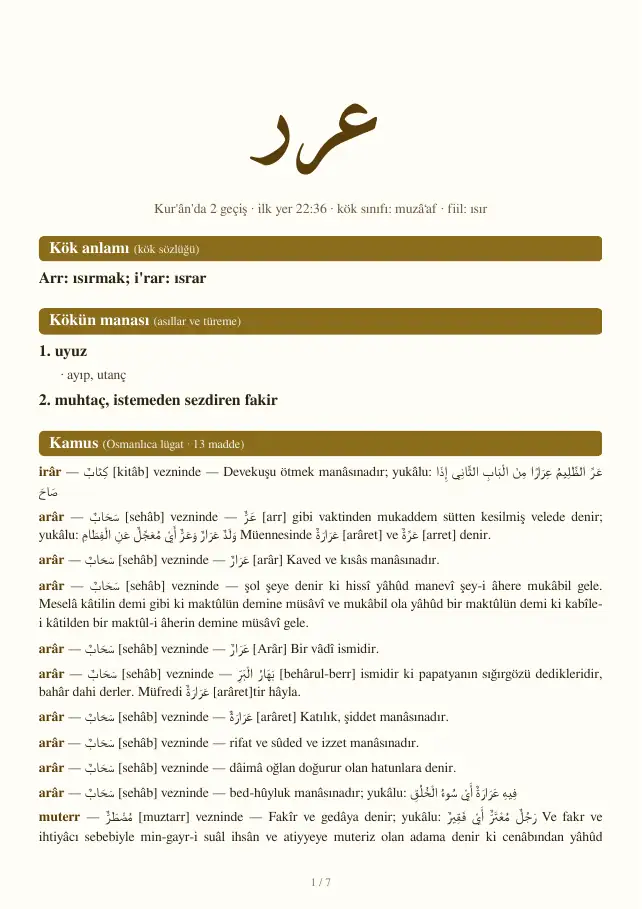 عرر
Kur'ân'da 2 geçiş · ilk yer 22:36 · kök sınıfı: muzâ'af · fiil: ısır
Kök anlamı (kök sözlüğü)
Arr: ısırmak; i'rar: ısrar
Kökün manası (asıllar ve türeme)
1. uyuz
· ayıp, utanç
2. muhtaç, istemeden sezdiren fakir
Kamus (Osmanlıca lügat · 13 madde)
irâr — كِتَابٌ [kitâb] vezninde — Devekuşu ötmek manâsınadır; yukâlu: عَرَّ الظَّلِيمُ عِرَارًا مِنَ الْبَابِ الثَّانِى إِذَا
صَاحَ
arâr — سَحَابٌ [sehâb] vezninde — عَرٌّ [arr] gibi vaktinden mukaddem sütten kesilmiş velede denir;
yukâlu: وَلَدٌ عَرَارٌ وَعَرٌّ أَيْ مُعَجَّلٌ عَنِ الْفِطَامِ Müennesinde عَرَارَةٌ [arâret] ve عَرَّةٌ [arret] denir.
arâr — سَحَابٌ [sehâb] vezninde — عَرَارٌ [arâr] Kaved ve kısâs manâsınadır.
arâr — سَحَابٌ [sehâb] vezninde — şol şeye denir ki hissî yâhûd manevî şey-i âhere mukâbil gele.
Meselâ kâtilin demi gibi ki maktûlün demine müsâvî ve mukâbil ola yâhûd bir maktûlün demi ki kabîle-
i kâtilden bir maktûl-i âherin demine müsâvî gele.
arâr — سَحَابٌ [sehâb] vezninde — عَرَارٌ [Arâr] Bir vâdî ismidir.
arâr — سَحَابٌ [sehâb] vezninde — بَهَارُ الْبَرِّ [behârul-berr] ismidir ki papatyanın sığırgözü dedikleridir,
bahâr dahi derler. Müfredi عَرَارَةٌ [arâret]tir hâyla.
arâr — سَحَابٌ [sehâb] vezninde — عَرَارَةٌ [arâret] Katılık, şiddet manâsınadır.
arâr — سَحَابٌ [sehâb] vezninde — rifat ve sûded ve izzet manâsınadır.
arâr — سَحَابٌ [sehâb] vezninde — dâimâ oğlan doğurur olan hatunlara denir.
arâr — سَحَابٌ [sehâb] vezninde — bed-hûyluk manâsınadır; yukâlu: فِيهِ عَرَارَةٌ أَيْ سُوءُ الْخُلْقِ
muterr — مُضْطَرٌّ [muztarr] vezninde — Fakîr ve gedâya denir; yukâlu: رَجُلٌ مُعْتَرٌّ أَيْ فَقِيرٌ Ve fakr ve
ihtiyâcı sebebiyle min-gayr-i suâl ihsân ve atiyyeye muteriz olan adama denir ki cenâbından yâhûd
1 / 7